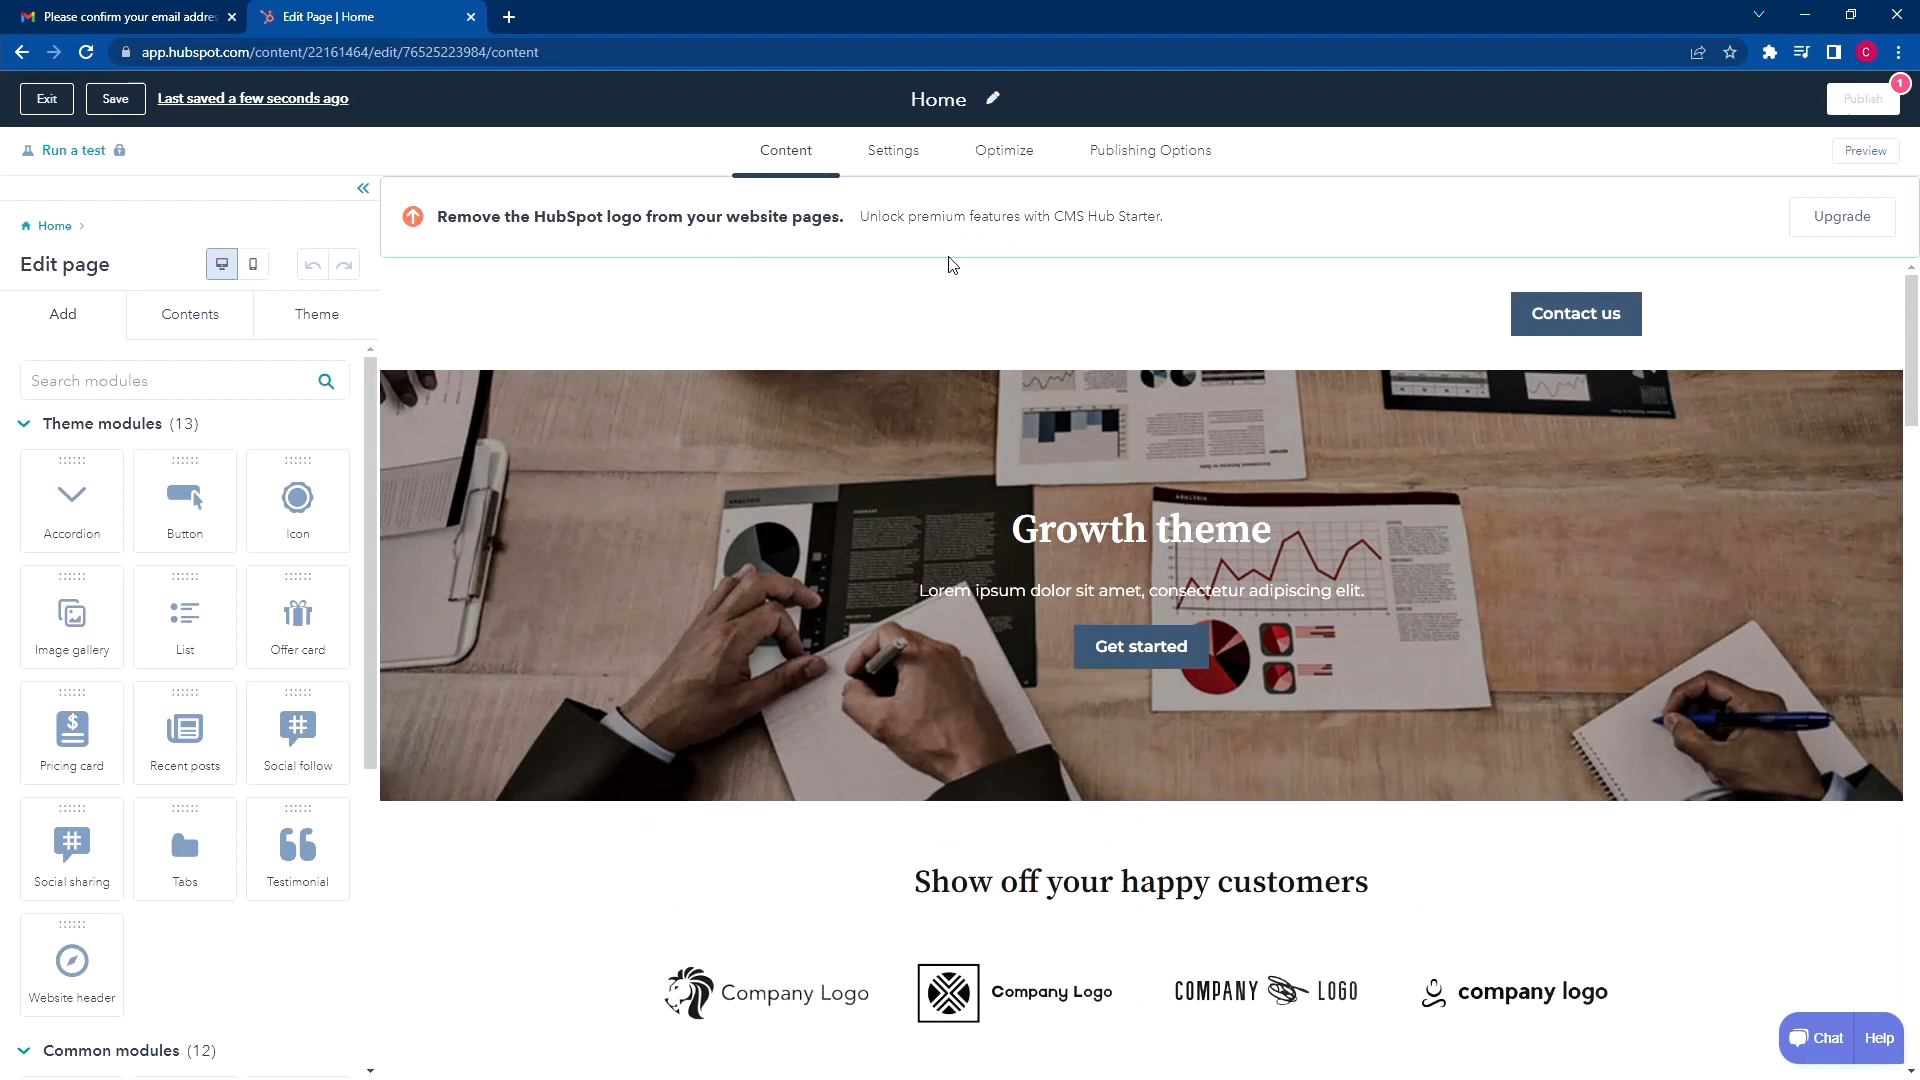 Please confirm your email addres
Edit Page | Home
app.hubspot.com/content/22161464/edit/76525223984/content
C
Exit
Save
Last saved a few seconds ago
Home
Publish
1
Run a test
Content
Settings
Optimize
Publishing Options
Preview
Remove the HubSpot logo from your website pages. Unlock premium features with CMS Hub Starter.
Upgrade
Home
Edit page
Add
Contents
Theme
Search modules
Theme modules (13)
Accordion
Button
Icon
Image gallery
List
Offer card
Pricing card
Recent posts
Social follow
Social sharing
Tabs
Testimonial
Website header
Common modules (12)
Contact us
ANALYSIS
ANALYSIS
Growth theme
Lorem ipsum dolor sit amet, consectetur adipiscing elit.
Get started
Show off your happy customers
Company Logo
Company Logo
COMPANY LOGO
company logo
Chat
Help